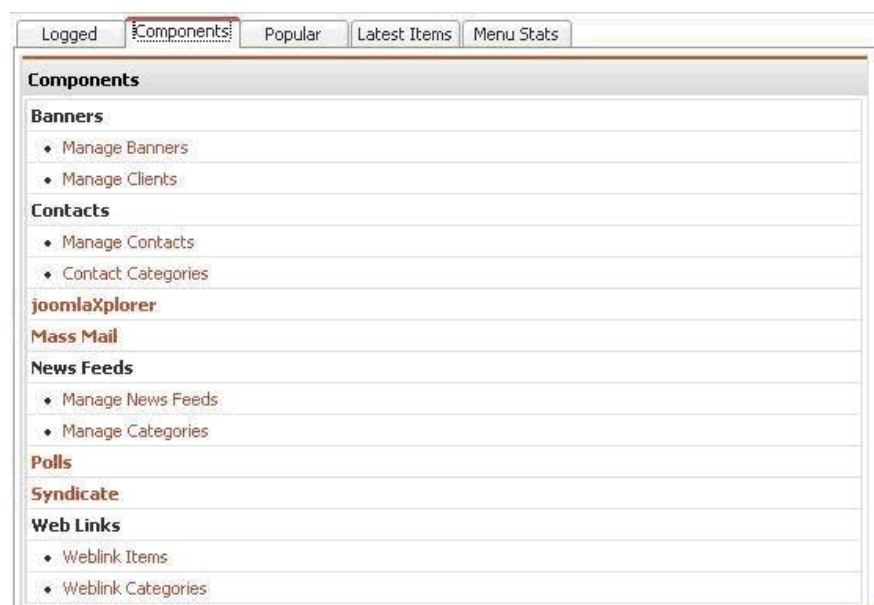 Logged Components Popular Latest Items Menu Stats
Components
Banners
Manage Banners
Manage Clients
Contacts
Manage Contacts
Contact Categories
joomlaXplorer
Mass Mail
News Feeds
Manage News Feeds
Manage Categories
Polls
Syndicate
Web Links
Weblink Items
Weblink Categories